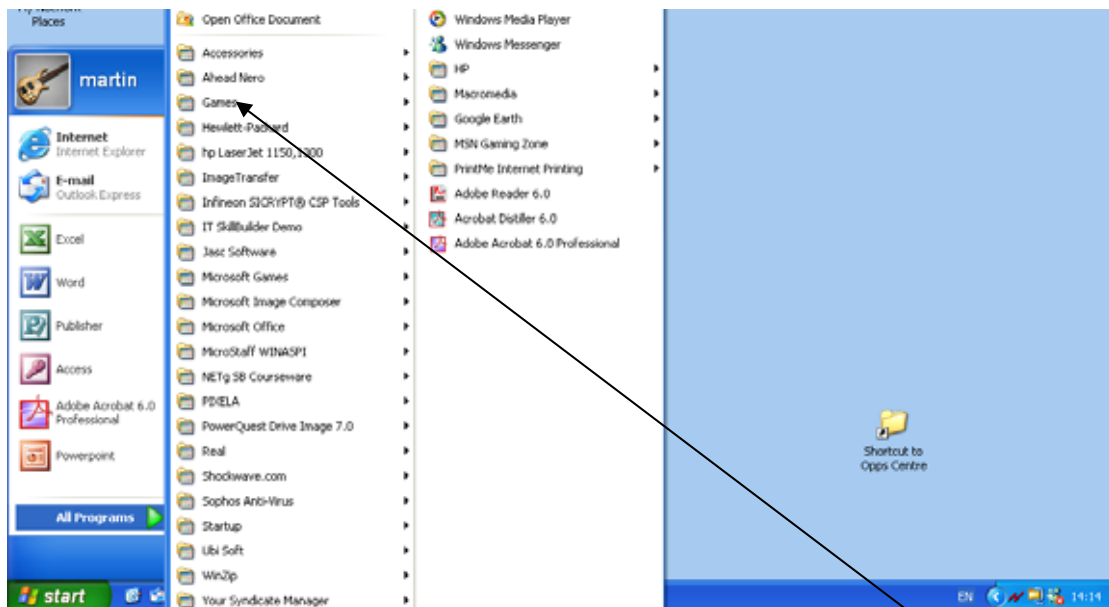 Places
martin
Internet
Internet Explorer
E-mail
Outlook Express
Excel
Word
Publisher
Access
Adobe Acrobat 6.0
Professional
Powerpoint
All Programs
start
Open Office Document
Accessories
Ahead Nero
Games
Hewlett-Packard
hp LaserJet 1150,1300
ImageTransfer
Infineon SICRYPT® CSP Tools
IT SkillBuilder Demo
Jasc Software
Microsoft Games
Microsoft Image Composer
Microsoft Office
MicroStaff WINASPI
NETg SB Courseware
PIXELA
PowerQuest Drive Image 7.0
Real
Shockwave.com
Sophos Anti-Virus
Startup
Ubi Soft
WinZip
Your Syndicate Manager
Windows Media Player
Windows Messenger
HP
Macromedia
Google Earth
MSN Gaming Zone
PrintMe Internet Printing
Adobe Reader 6.0
Acrobat Distiller 6.0
Adobe Acrobat 6.0 Professional
Shortcut to
Opps Centre
EN
14:14